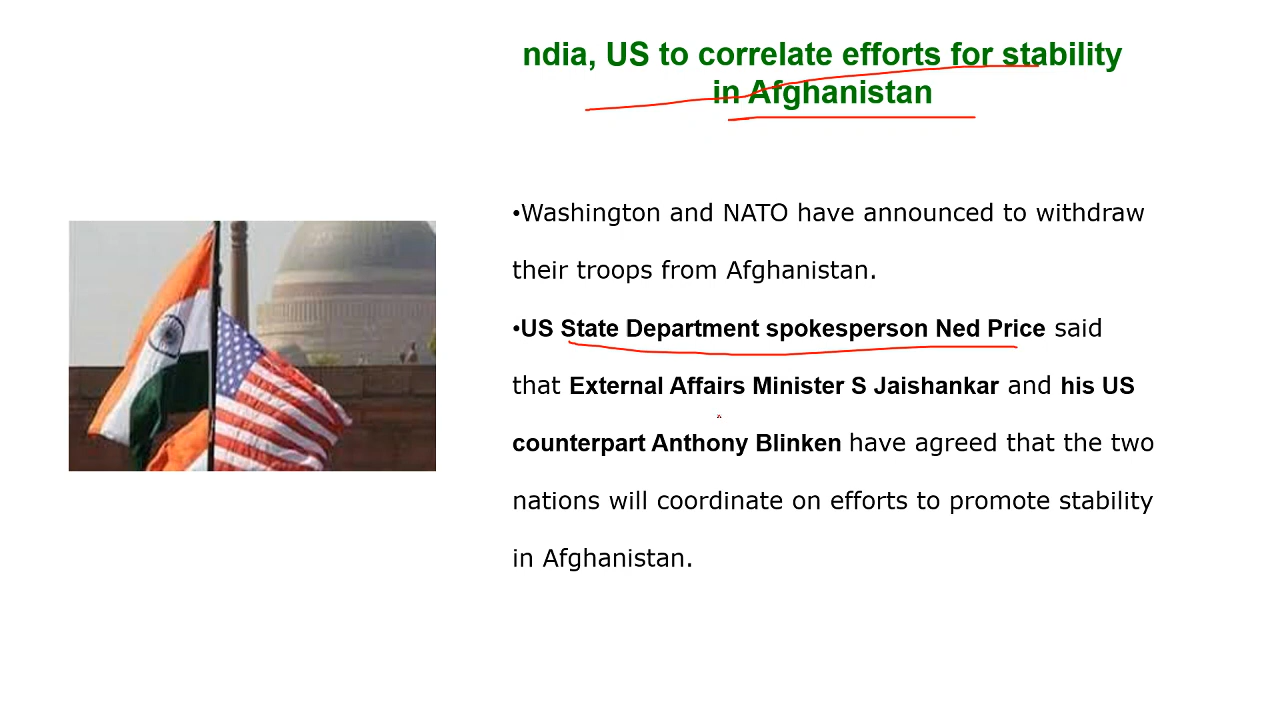 ndia, US to correlate efforts for stability
in Afghanistan
•Washington and NATO have announced to withdraw
their troops from Afghanistan.
•US State Department spokesperson Ned Price said
that External Affairs Minister S Jaishankar and his US
counterpart Anthony Blinken have agreed that the two
nations will coordinate on efforts to promote stability
in Afghanistan.